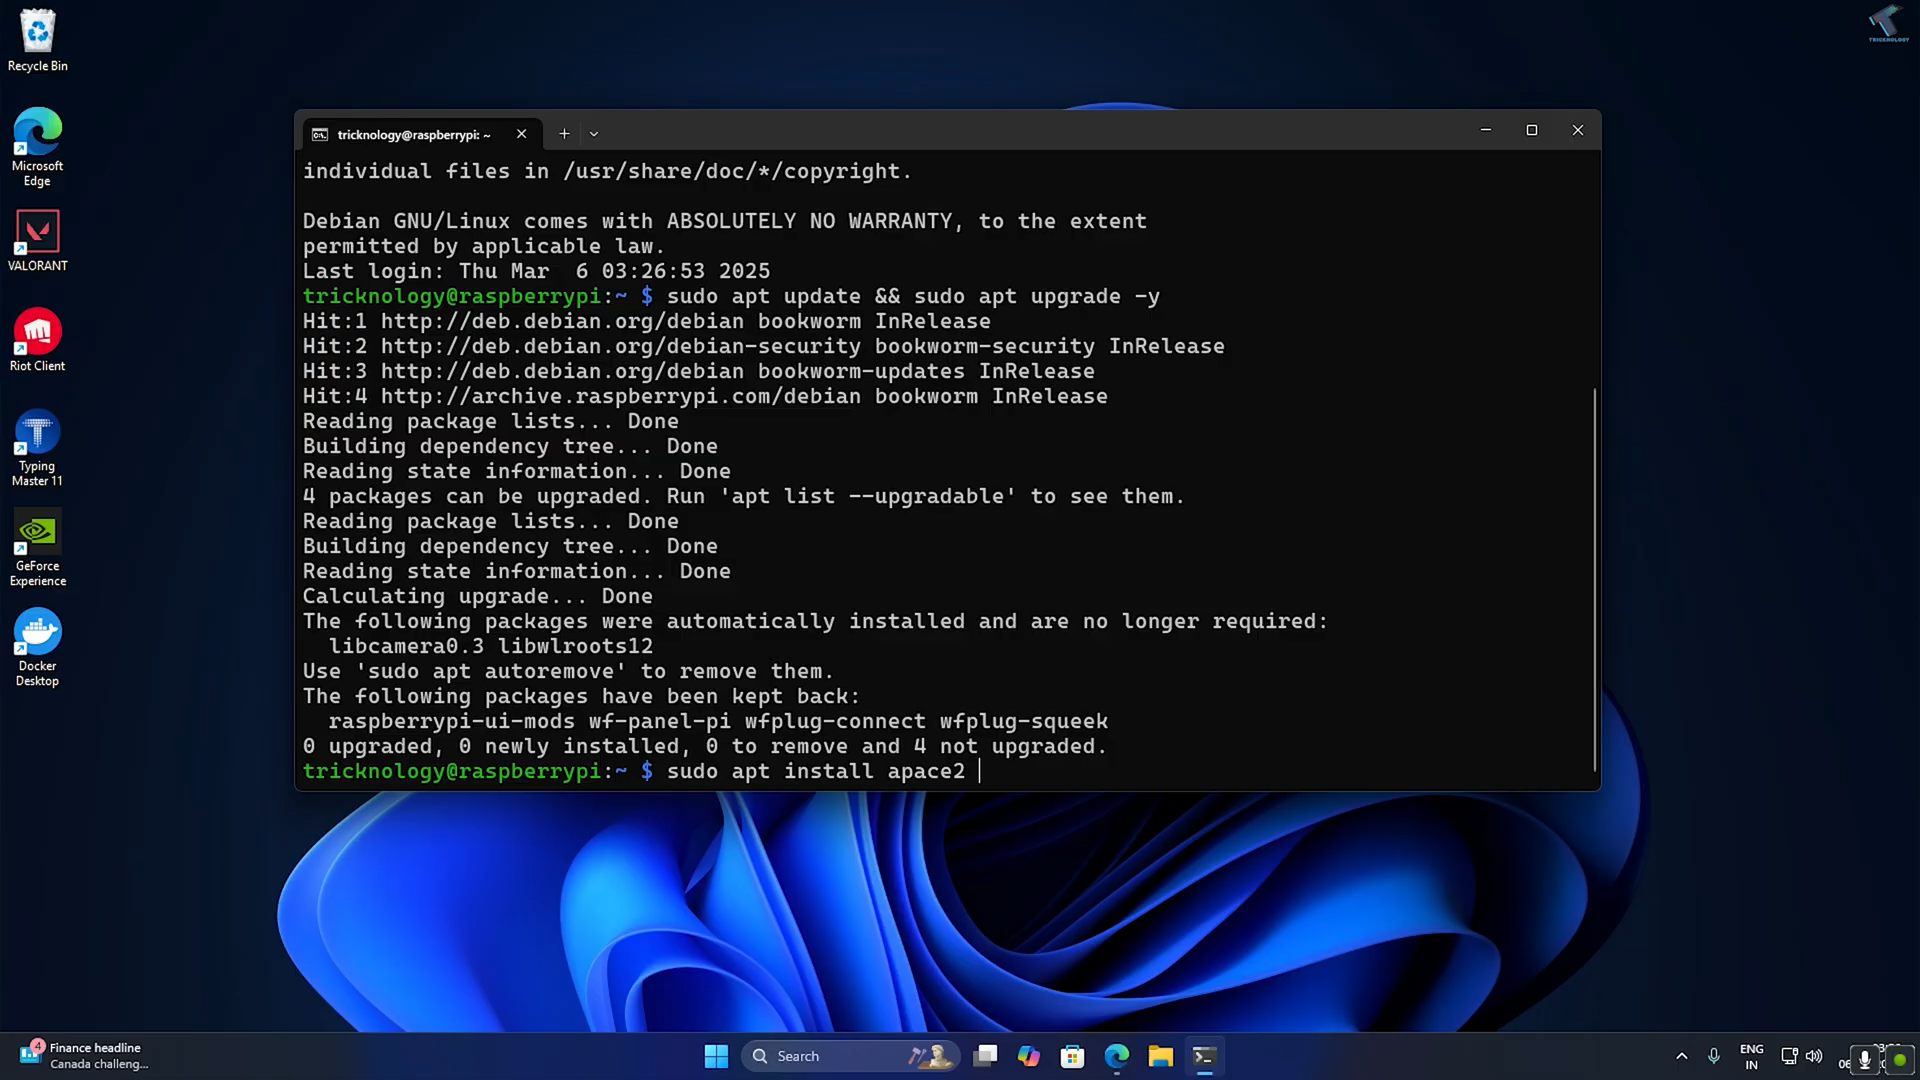 Recycle Bin
Microsoft
Edge
VALORANT
Riot Client
Typing
Master 11
GeForce
Experience
Docker
Desktop
TRICKNOLOGY
tricknology@raspberrypi: ~
individual files in /usr/share/doc/*/copyright.
Debian GNU/Linux comes with ABSOLUTELY NO WARRANTY, to the extent
permitted by applicable law.
Last login: Thu Mar  6 03:26:53 2025
tricknology@raspberrypi:~ $ sudo apt update && sudo apt upgrade -y
Hit:1 http://deb.debian.org/debian bookworm InRelease
Hit:2 http://deb.debian.org/debian-security bookworm-security InRelease
Hit:3 http://deb.debian.org/debian bookworm-updates InRelease
Hit:4 http://archive.raspberrypi.com/debian bookworm InRelease
Reading package lists... Done
Building dependency tree... Done
Reading state information... Done
4 packages can be upgraded. Run 'apt list --upgradable' to see them.
Reading package lists... Done
Building dependency tree... Done
Reading state information... Done
Calculating upgrade... Done
The following packages were automatically installed and are no longer required:
  libcamera0.3 libwlroots12
Use 'sudo apt autoremove' to remove them.
The following packages have been kept back:
  raspberrypi-ui-mods wf-panel-pi wfplug-connect wfplug-squeek
0 upgraded, 0 newly installed, 0 to remove and 4 not upgraded.
tricknology@raspberrypi:~ $ sudo apt install apace2
4
Finance headline
Canada challeng...
Search
ENG
IN